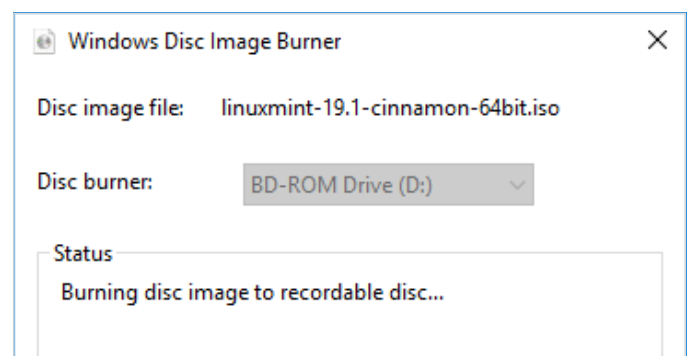 Windows Disc Image Burner
Disc image file: linuxmint-19.1-cinnamon-64bit.iso
Disc burner: BD-ROM Drive (D:)
Status
Burning disc image to recordable disc...